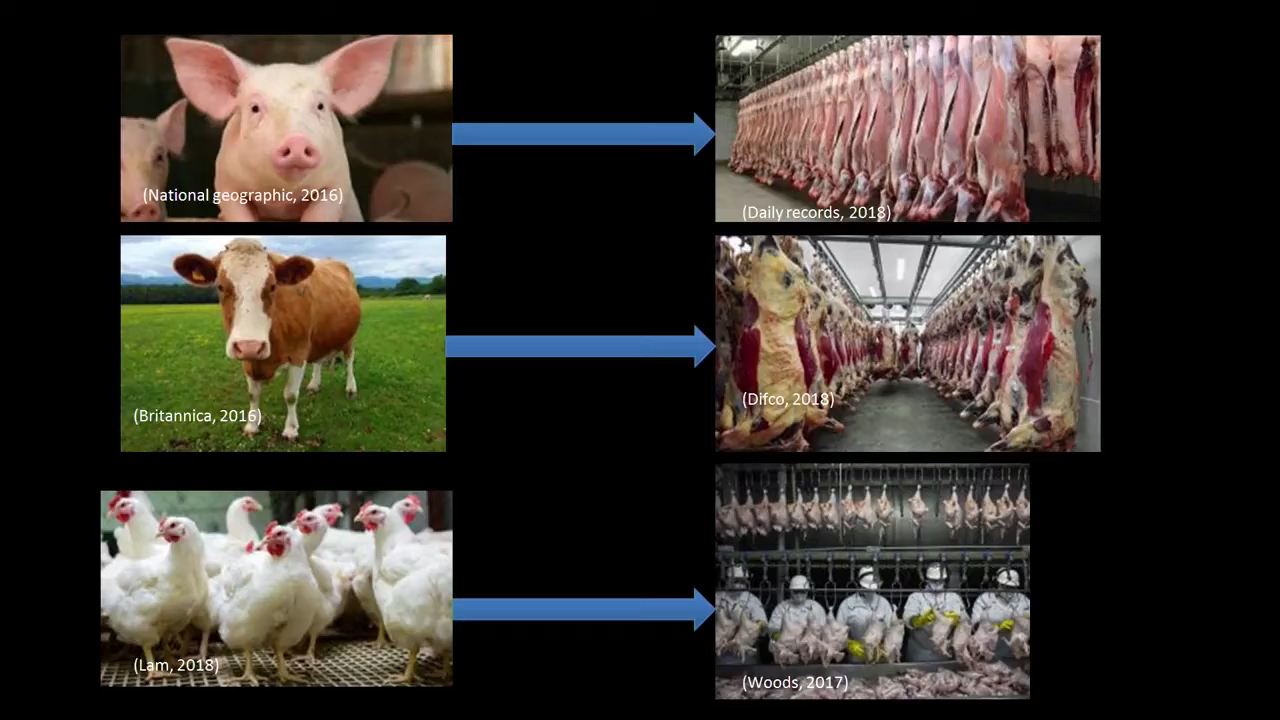 (National geographic, 2016)
(Daily records, 2018)
(Britannica, 2016)
(Difco, 2018)
(Lam, 2018)
(Woods, 2017)